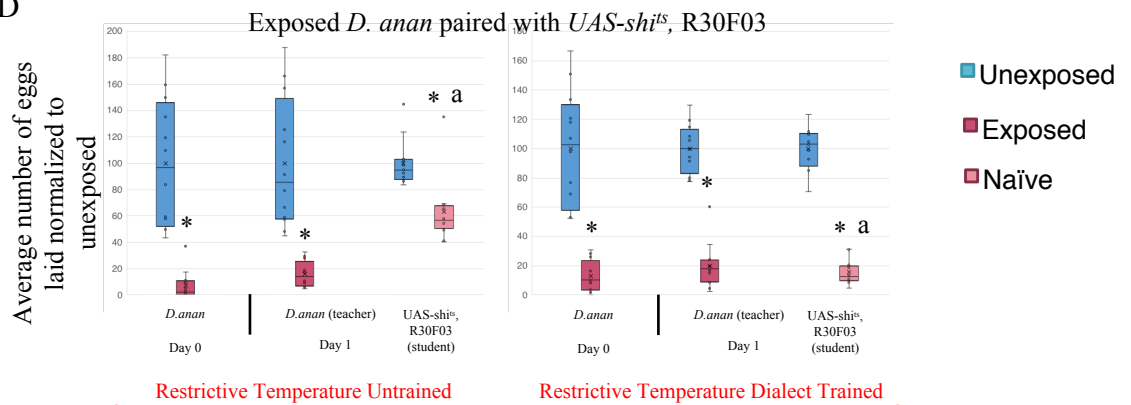 D
Exposed D. anan paired with UAS-shi^ts, R30F03
Average number of eggs
laid normalized to
unexposed
200
180
160
140
120
100
80
60
40
20
0
* a
*
*
D.anan
D.anan (teacher)
UAS-shi^ts,
R30F03
(student)
Day 0
Day 1
Restrictive Temperature Untrained
180
160
140
120
100
80
60
40
20
0
*
*
* a
D.anan
D.anan (teacher)
UAS-shi^ts,
R30F03
(student)
Day 0
Day 1
Restrictive Temperature Dialect Trained
Unexposed
Exposed
Naïve